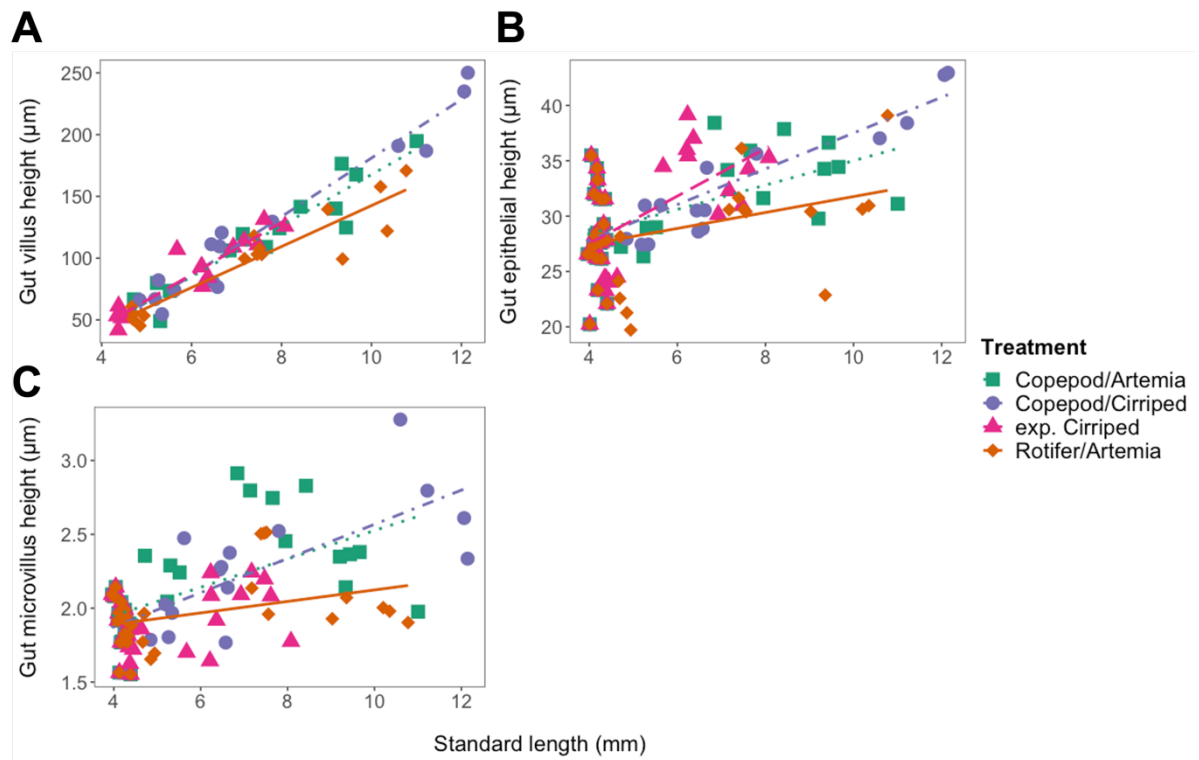 A
B
Gut villus height (μm)
250
200
150
100
50
4 6 8 10 12
Gut epithelial height (μm)
40
35
30
25
20
4 6 8 10 12
C
Gut microvillus height (μm)
3.0
2.5
2.0
1.5
4 6 8 10 12
Standard length (mm)
Treatment
Copepod/Artemia
Copepod/Cirriped
exp. Cirriped
Rotifer/Artemia